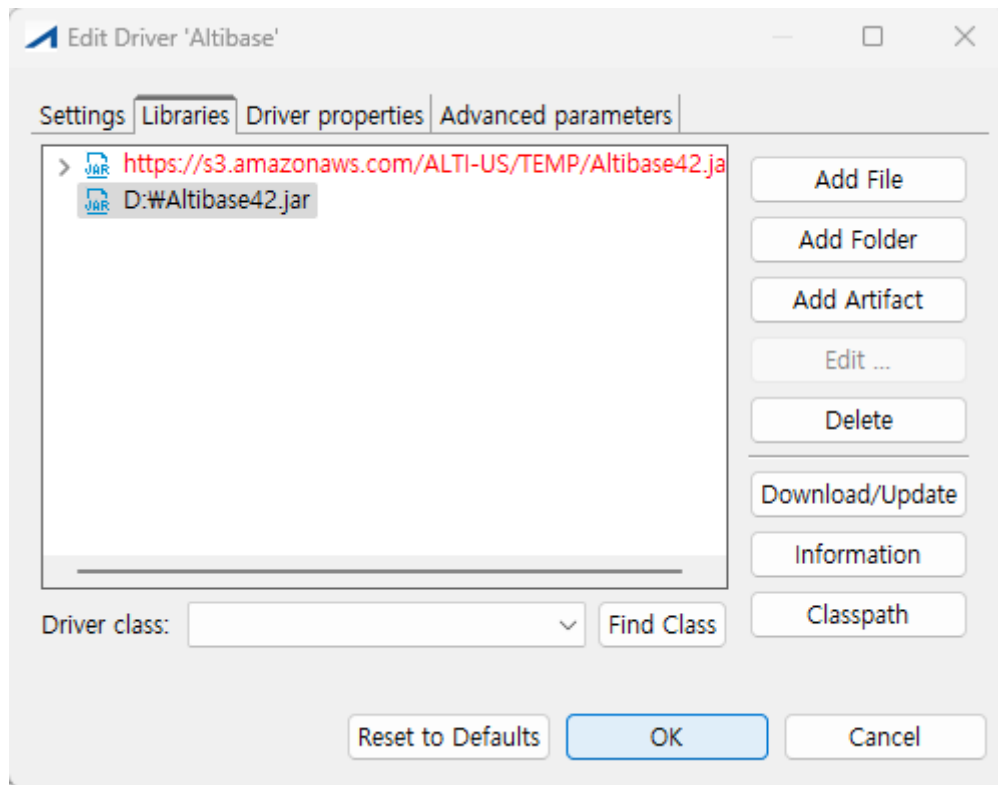 Edit Driver 'Altibase'
Settings Libraries Driver properties Advanced parameters
https://s3.amazonaws.com/ALTI-US/TEMP/Altibase42.ja
D:₩Altibase42.jar
Add File
Add Folder
Add Artifact
Edit ...
Delete
Download/Update
Information
Classpath
Driver class:
Find Class
Reset to Defaults
OK
Cancel